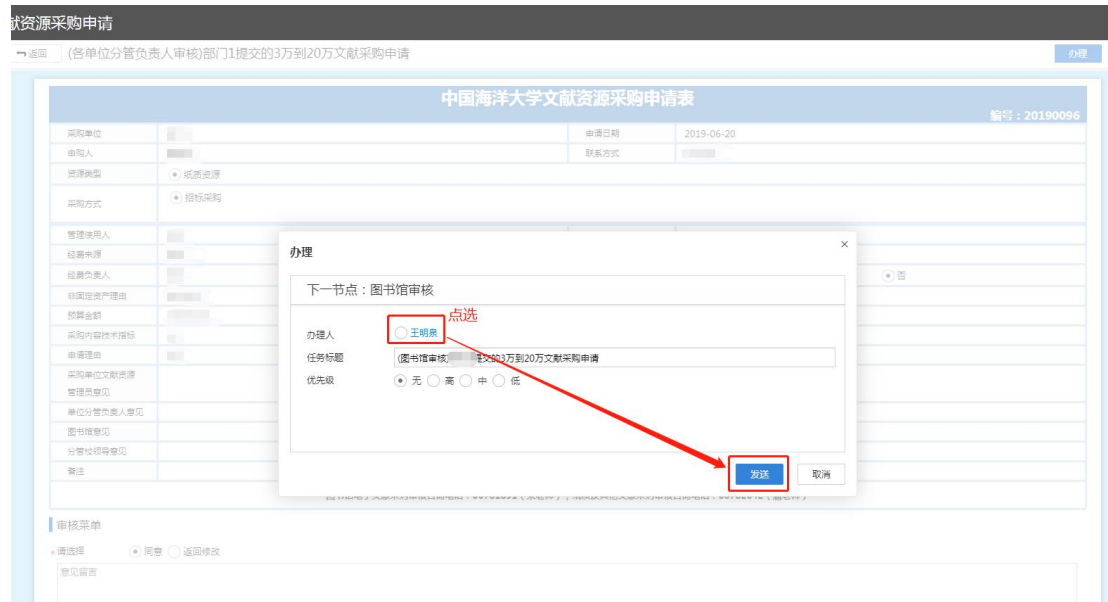 献资源采购申请
返回 (各单位分管负责人审核)部门1提交的3万到20万文献采购申请 办理
中国海洋大学文献资源采购申请表
编号：20190096
采购单位 申请日期 2019-06-20
申购人 联系方式
资源类型 纸质资源
采购方式 招标采购
管理使用人
经费来源
经费负责人 否
非固定资产理由
预算金额
采购内容技术指标
申请理由
采购单位文献资源
管理员意见
单位分管负责人意见
图书馆意见
分管校领导意见
备注
办理 ×
下一节点：图书馆审核
点选
办理人 王明泉
任务标题 (图书馆审核 提交的3万到20万文献采购申请
优先级 无 高 中 低
发送 取消
审核菜单
*请选择 同意 返回修改
意见留言